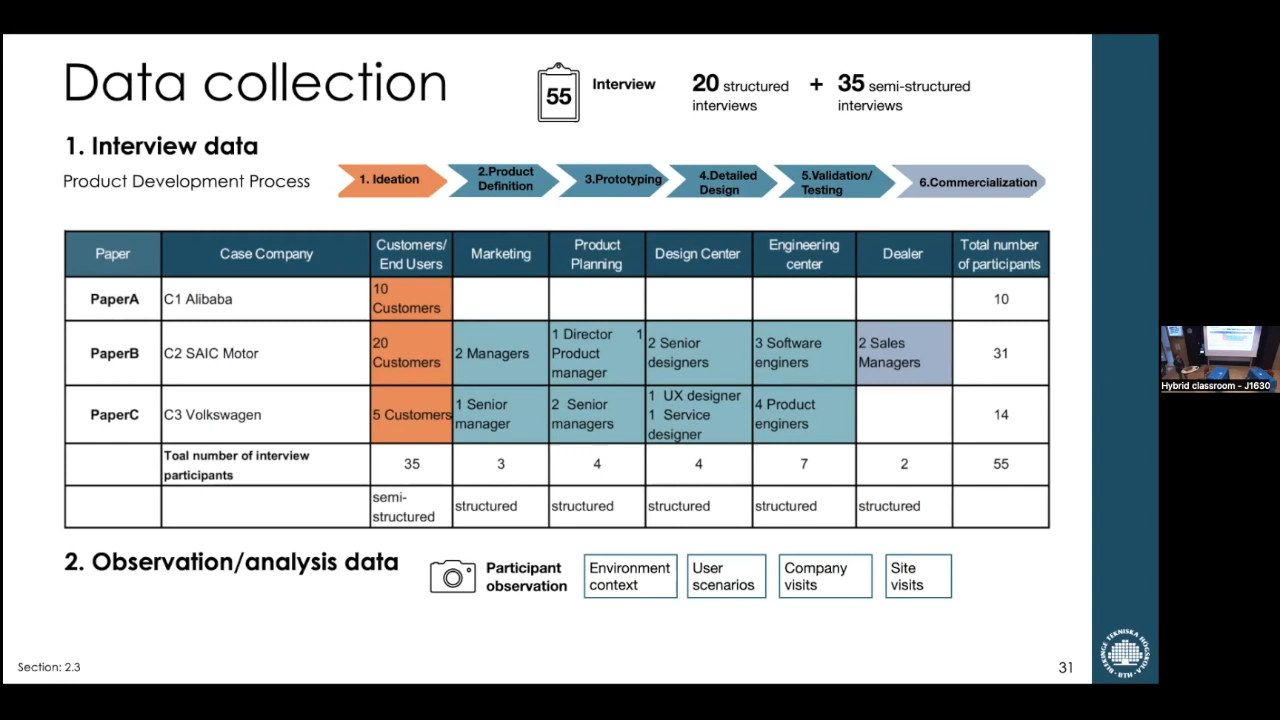 Data collection
55
Interview
20 structured
interviews
+
35 semi-structured
interviews
1. Interview data
Product Development Process
1. Ideation
2.Product
Definition
3.Prototyping
4.Detailed
Design
5.Validation/
Testing
6.Commercialization
Paper
Case Company
Customers/
End Users
Marketing
Product
Planning
Design Center
Engineering
center
Dealer
Total number
of participants
PaperA
C1 Alibaba
10
Customers
10
PaperB
C2 SAIC Motor
20
Customers
2 Managers
1 Director 1
Product
manager
2 Senior
designers
3 Software
enginers
2 Sales
Managers
31
PaperC
C3 Volkswagen
5 Customers
1 Senior
manager
2 Senior
managers
1 UX designer
1 Service
designer
4 Product
enginers
14
Toal number of interview
participants
35
3
4
4
7
2
55
semi-
structured
structured
structured
structured
structured
structured
2. Observation/analysis data
Participant
observation
Environment
context
User
scenarios
Company
visits
Site
visits
Section: 2.3
31
BLEKINGE TEKNISKA HÖGSKOLA
BTH
Hybrid classroom - J1630